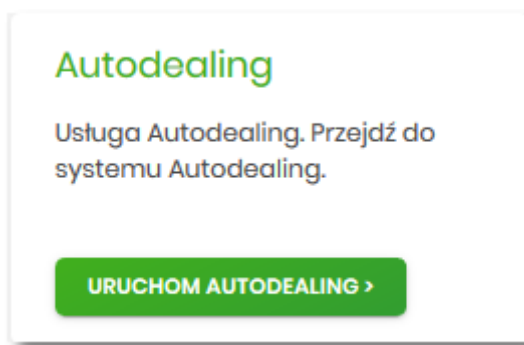 Autodealing
Usługa Autodealing. Przejdź do
systemu Autodealing.
URUCHOM AUTODEALING >